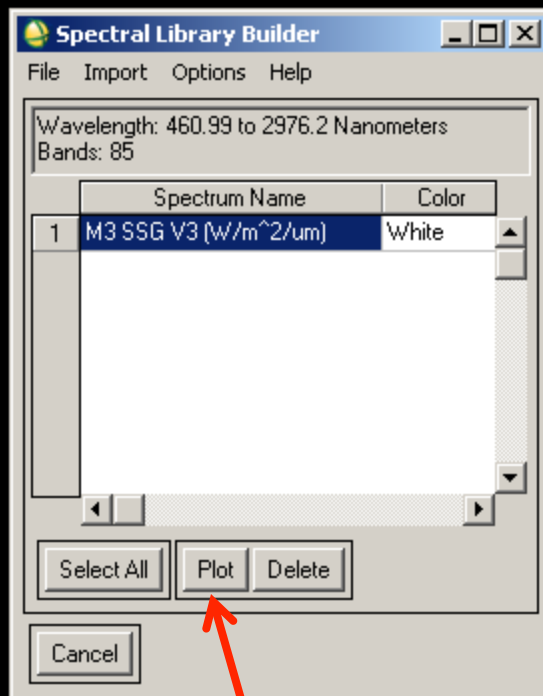 Spectral Library Builder
File Import Options Help
Wavelength: 460.99 to 2976.2 Nanometers
Bands: 85
Spectrum Name Color
1 M3 SSG V3 (W/m^2/um) White
Select All Plot Delete
Cancel